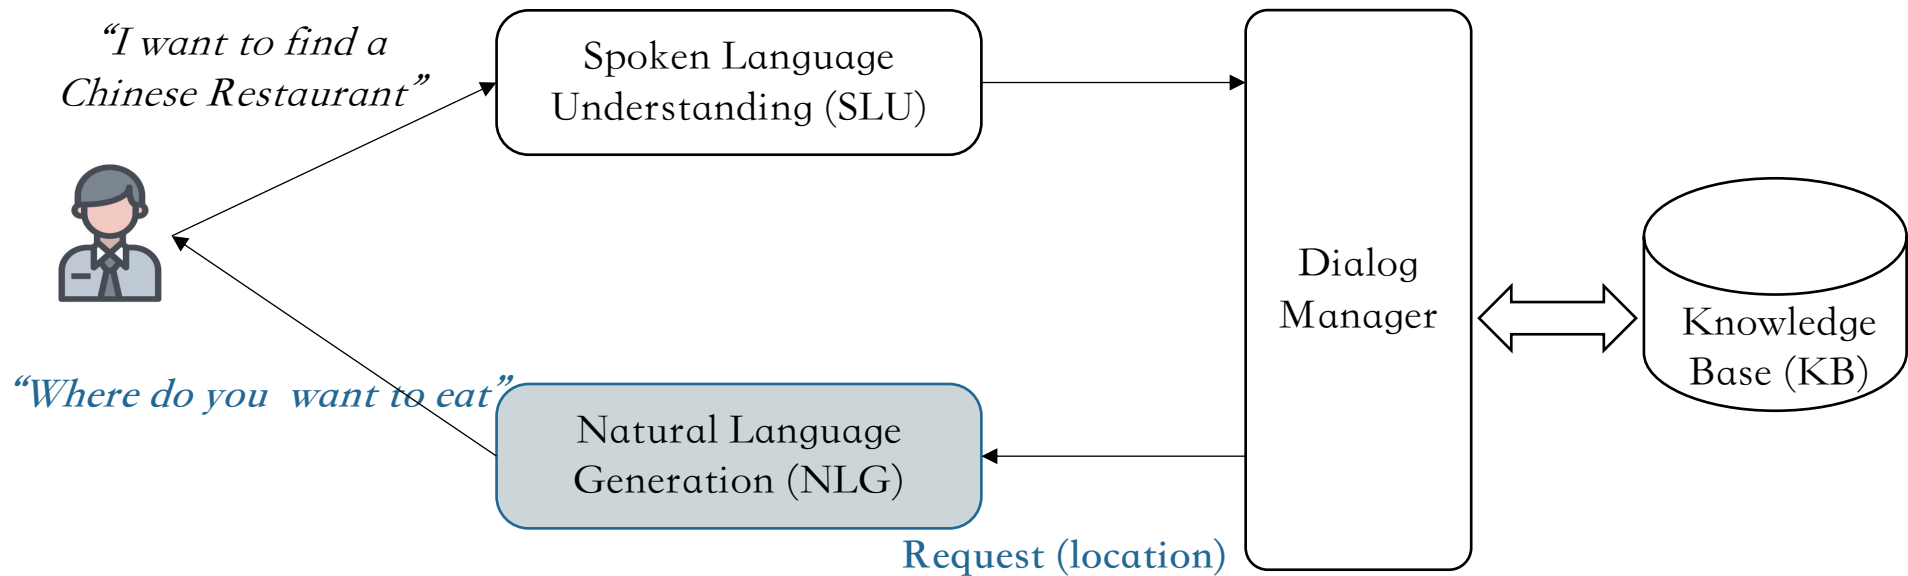 “I want to find a
Chinese Restaurant”
Spoken Language
Understanding (SLU)
Dialog
Manager
Knowledge
Base (KB)
“Where do you want to eat”
Natural Language
Generation (NLG)
Request (location)